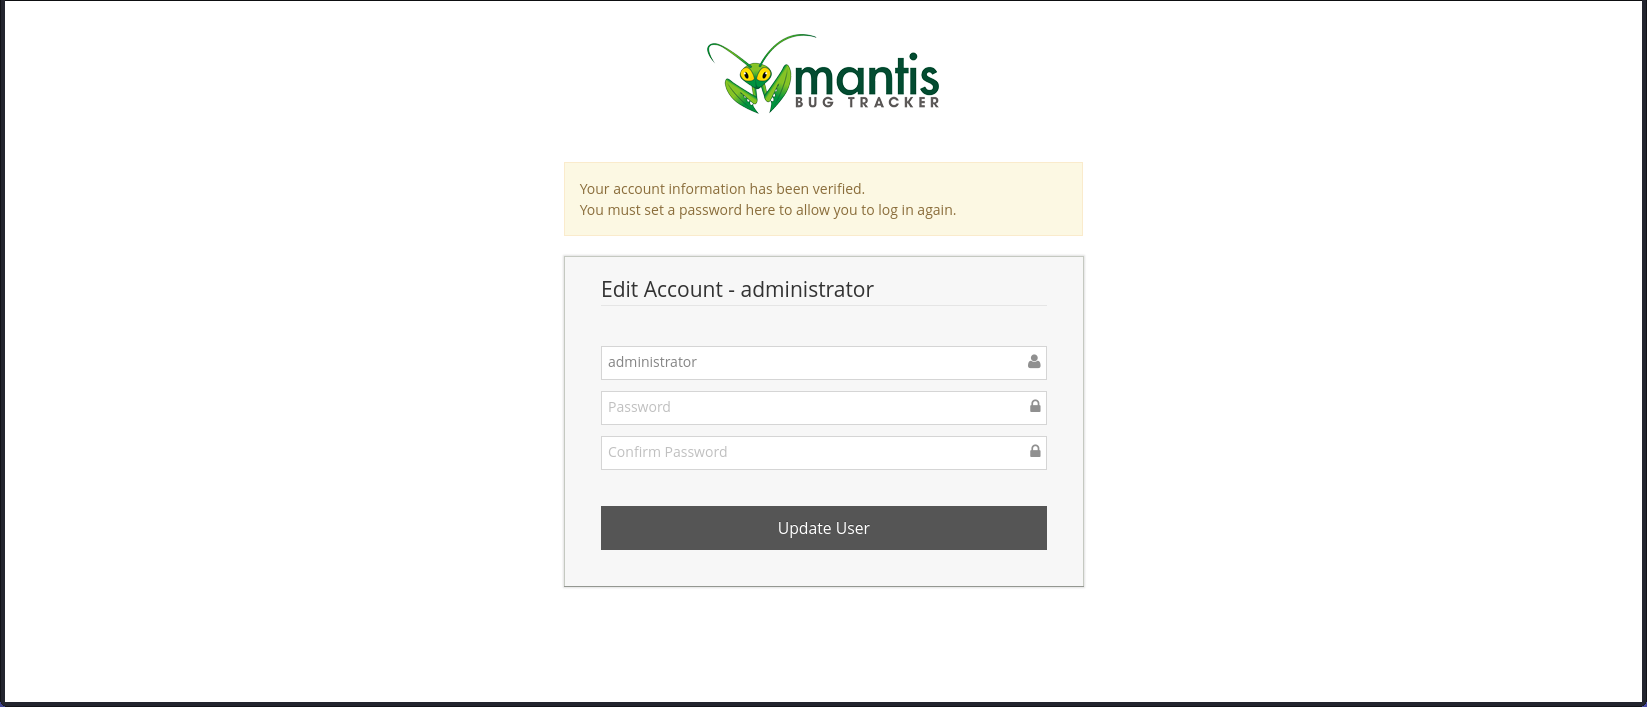 mantis
BUG TRACKER
Your account information has been verified.
You must set a password here to allow you to log in again.
Edit Account - administrator
administrator
Password
Confirm Password
Update User